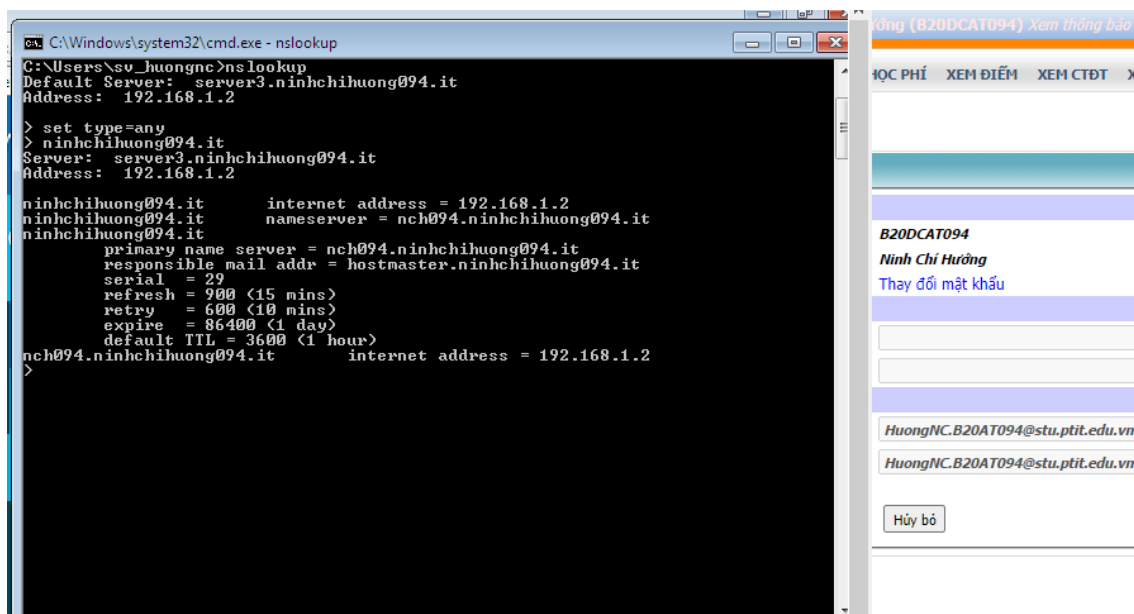 C:\Windows\system32\cmd.exe - nslookup
C:\Users\sv_huongnc>nslookup
Default Server:  server3.ninhchihuong094.it
Address:  192.168.1.2
> set type=any
> ninhchihuong094.it
Server:  server3.ninhchihuong094.it
Address:  192.168.1.2
ninhchihuong094.it      internet address = 192.168.1.2
ninhchihuong094.it      nameserver = nch094.ninhchihuong094.it
ninhchihuong094.it
primary name server = nch094.ninhchihuong094.it
responsible mail addr = hostmaster.ninhchihuong094.it
serial  = 29
refresh = 900 (15 mins)
retry   = 600 (10 mins)
expire  = 86400 (1 day)
default TTL = 3600 (1 hour)
nch094.ninhchihuong094.it       internet address = 192.168.1.2
>
(B20DCAT094) Xem thông báo
HỌC PHÍ XEM ĐIỂM XEM CTĐT
B20DCAT094
Ninh Chí Hướng
Thay đổi mật khẩu
HuongNC.B20AT094@stu.ptit.edu.vn
HuongNC.B20AT094@stu.ptit.edu.vn
Hủy bỏ